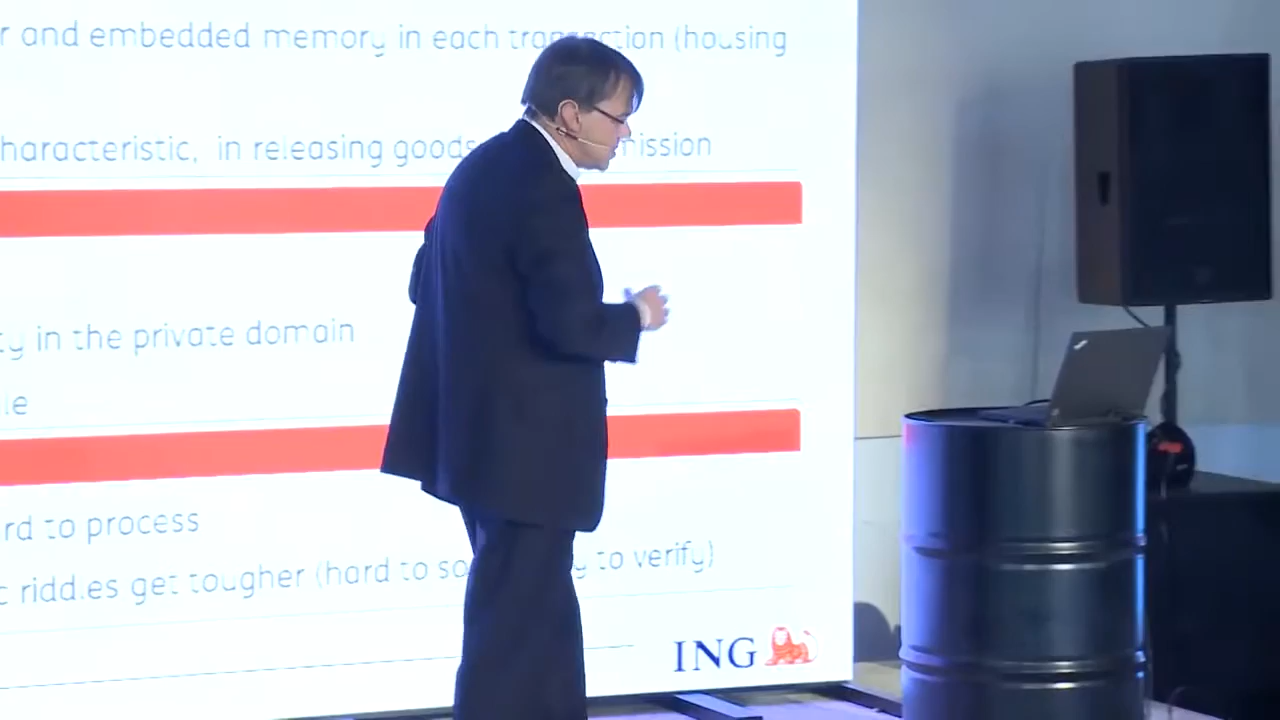 and embedded memory in each transaction (housing
haracteristic, in releasing goods
ty in the private domain
le
rd to process
c riddles get tougher (hard to so y to verify)
ING